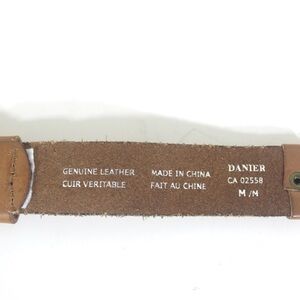 GENUINE LEATHER
CUIR VERITABLE
MADE IN CHINA
FAIT AU CHINE
DANIER
CA 02558
M /M